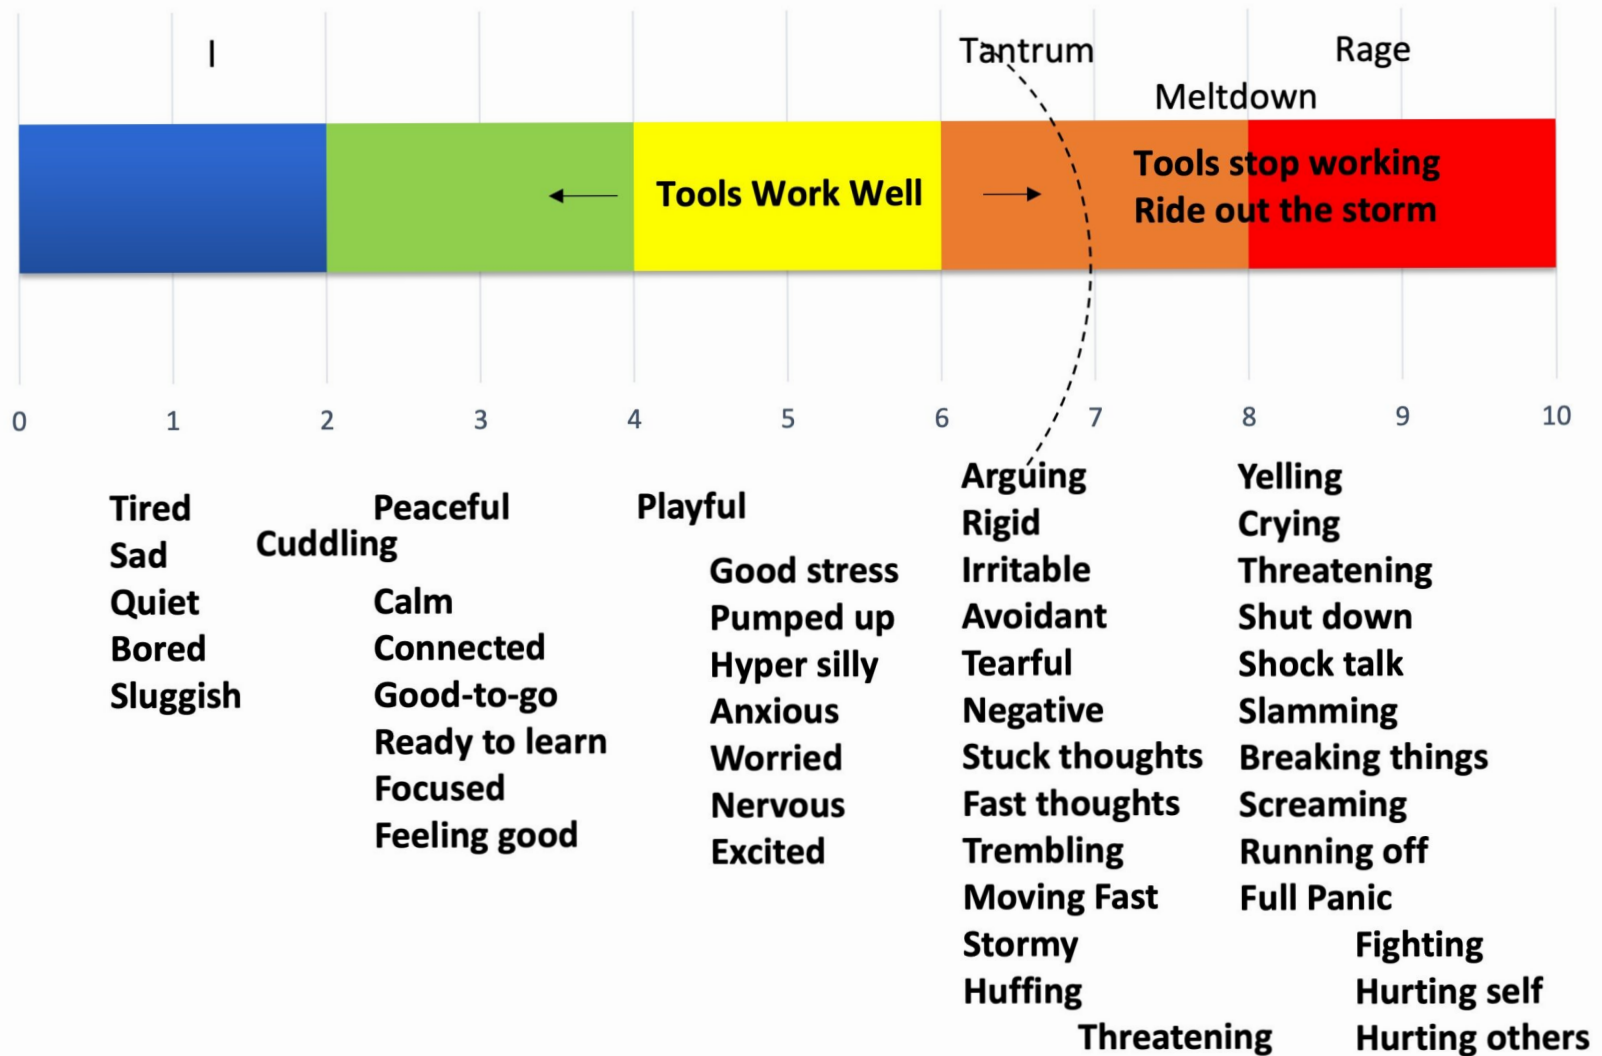 I
Tantrum
Rage
Meltdown
Tools Work Well
Tools stop working
Ride out the storm
0 1 2 3 4 5 6 7 8 9 10
Tired
Sad
Quiet
Bored
Sluggish
Cuddling
Peaceful
Calm
Connected
Good-to-go
Ready to learn
Focused
Feeling good
Playful
Good stress
Pumped up
Hyper silly
Anxious
Worried
Nervous
Excited
Arguing
Rigid
Irritable
Avoidant
Tearful
Negative
Stuck thoughts
Fast thoughts
Trembling
Moving Fast
Stormy
Huffing
Threatening
Yelling
Crying
Threatening
Shut down
Shock talk
Slamming
Breaking things
Screaming
Running off
Full Panic
Fighting
Hurting self
Hurting others